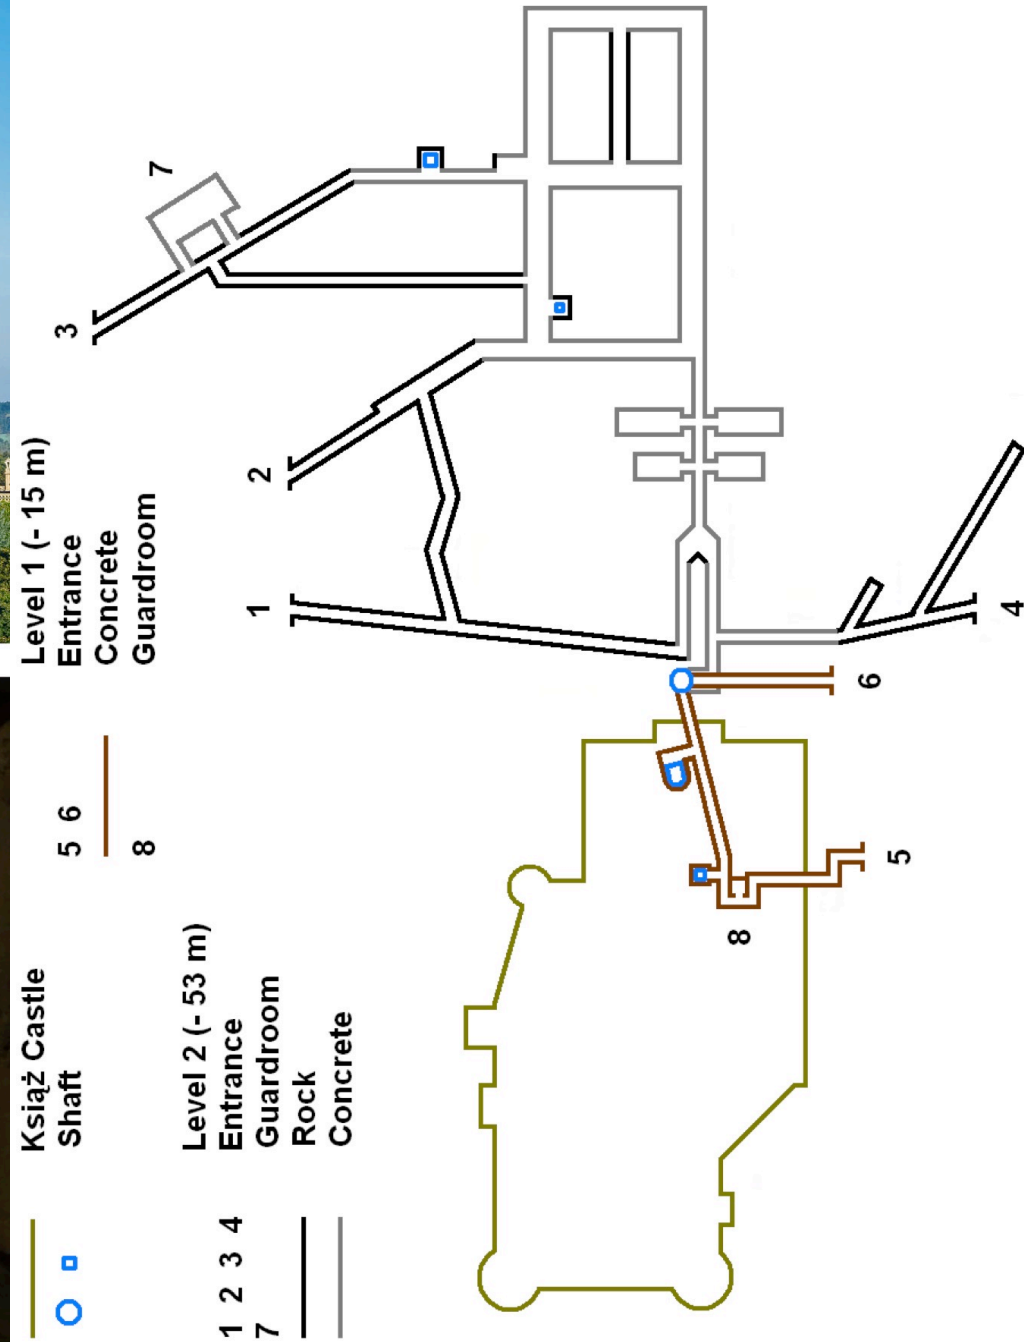 Książ Castle
Shaft
Level 2 (- 53 m)
1 2 3 4 Entrance
7 Guardroom
Rock
Concrete
Level 1 (- 15 m)
5 6 Entrance
Concrete
8 Guardroom
3
7
1
2
8
6
5
4